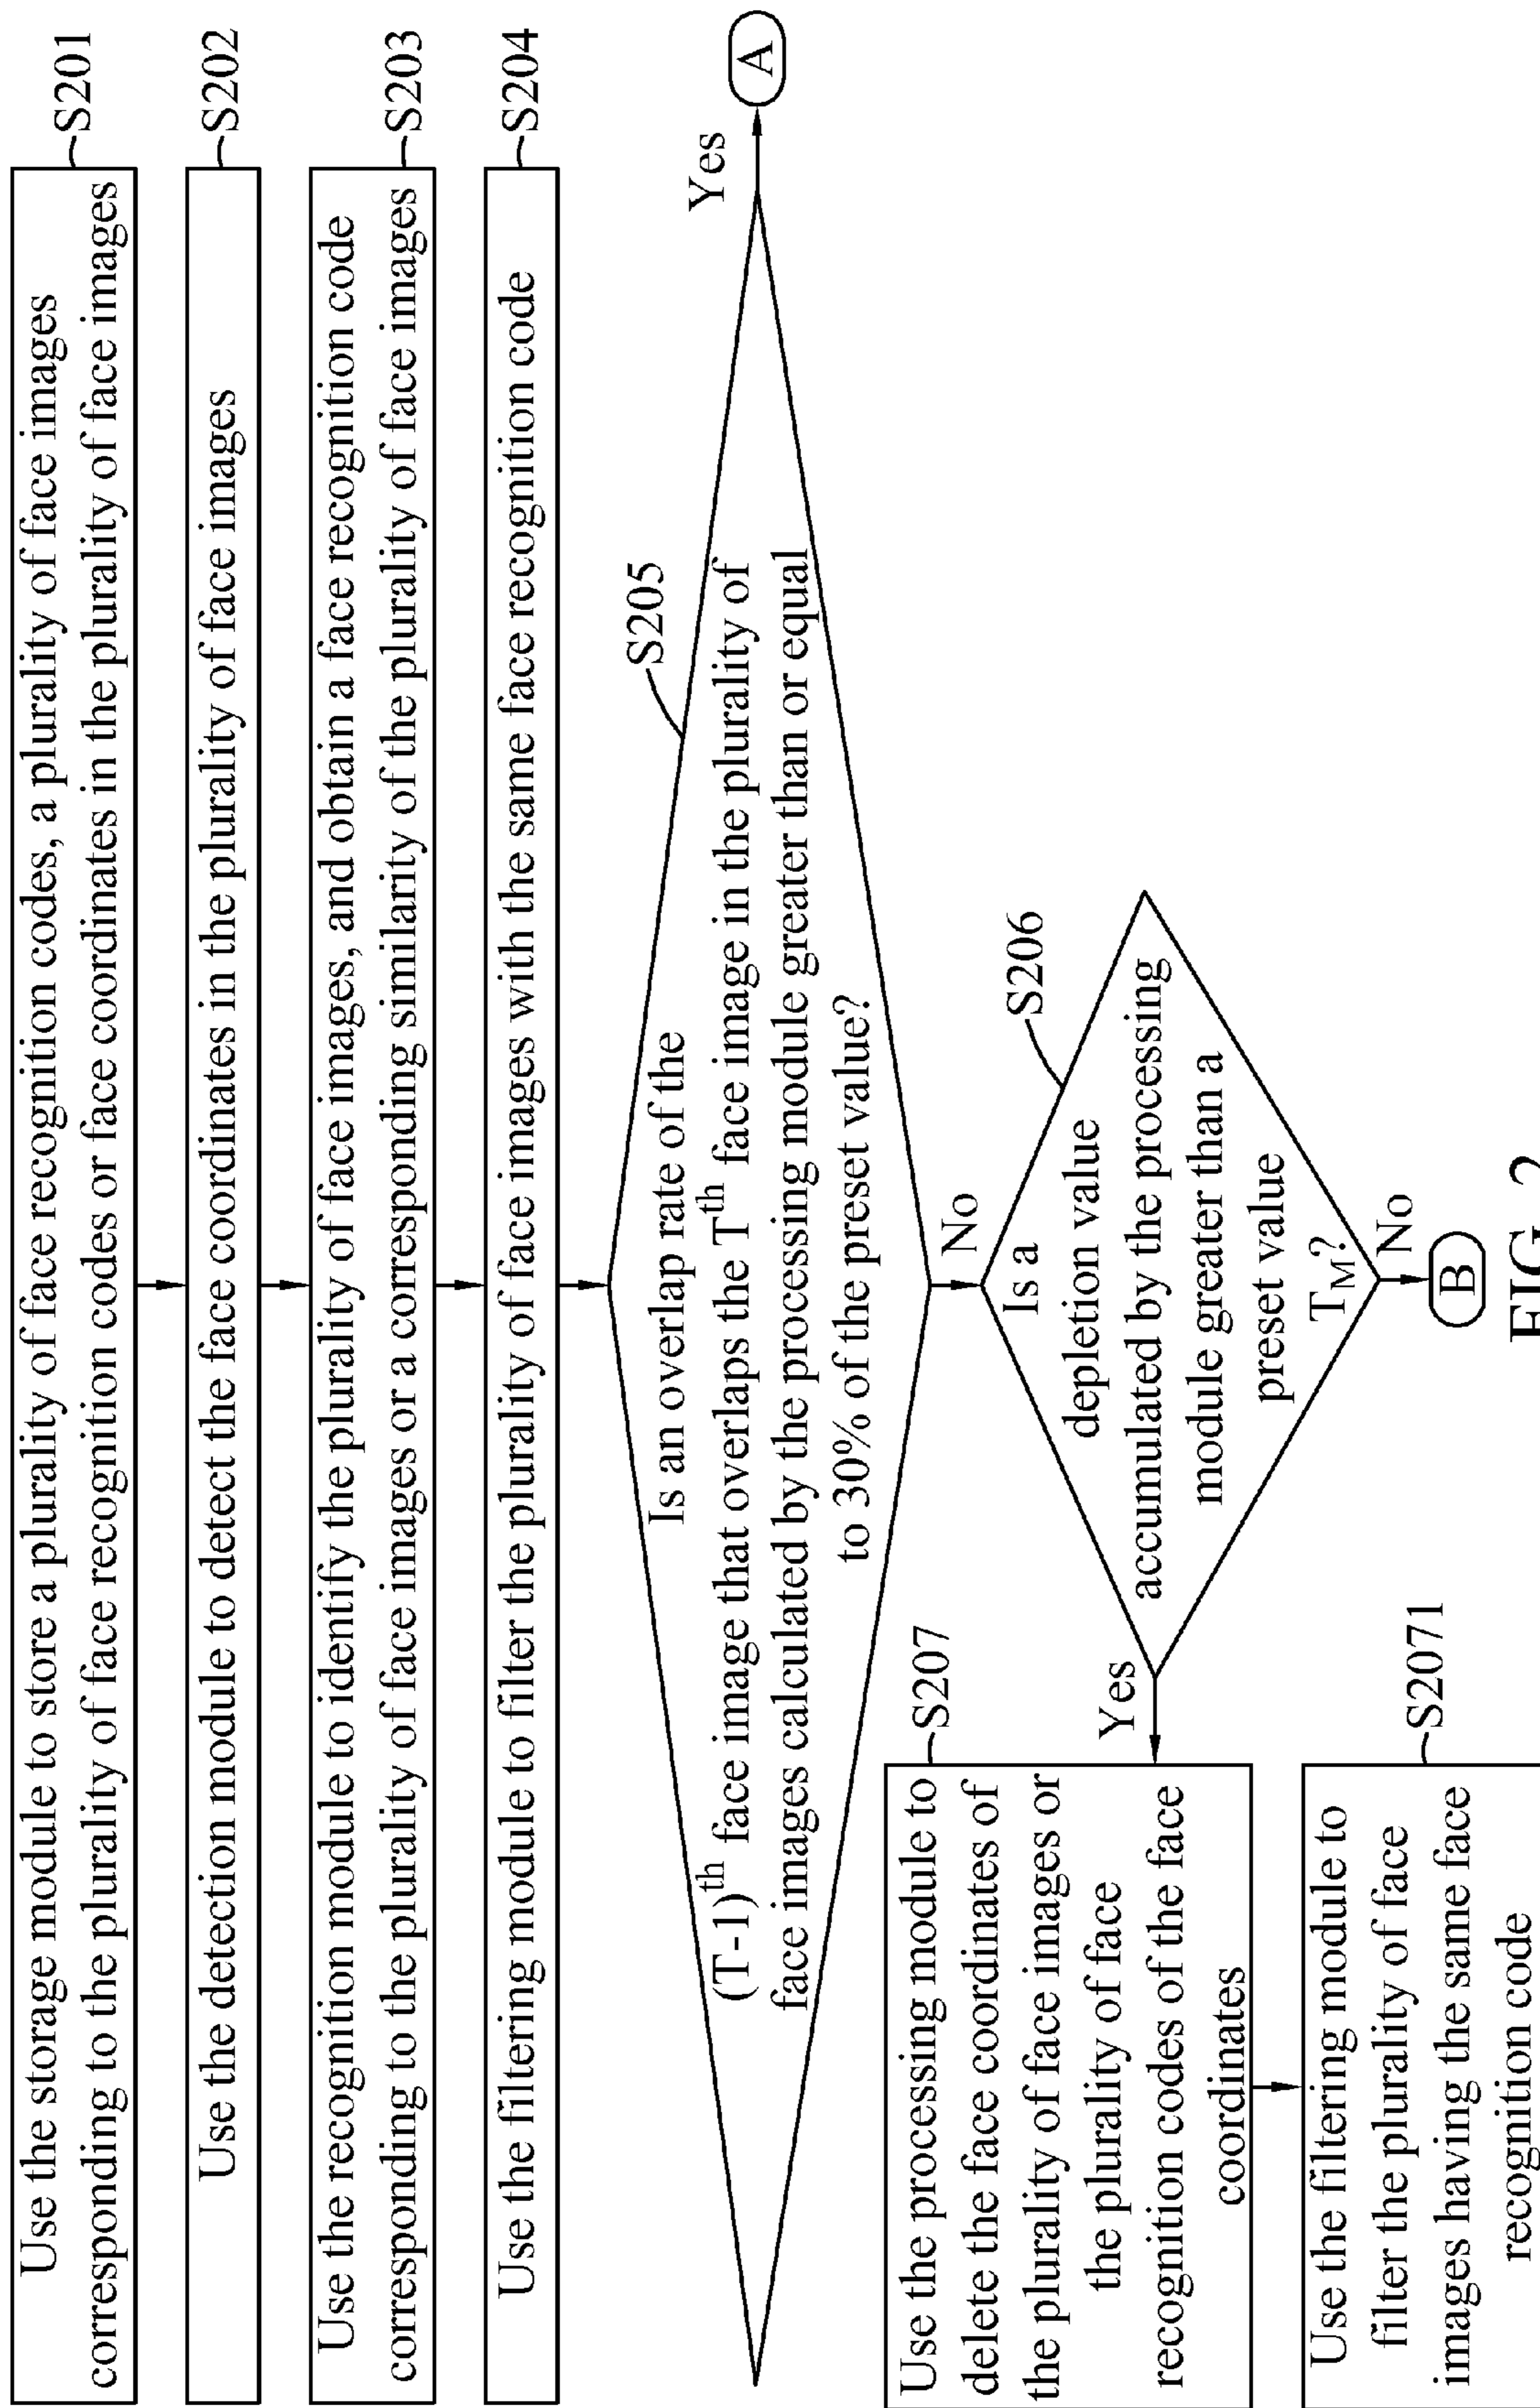 Use the storage module to store a plurality of face recognition codes, a plurality of face images
corresponding to the plurality of face recognition codes or face coordinates in the plurality of face images
S201
Use the detection module to detect the face coordinates in the plurality of face images
S202
Use the recognition module to identify the plurality of face images, and obtain a face recognition code
corresponding to the plurality of face images or a corresponding similarity of the plurality of face images
S203
Use the filtering module to filter the plurality of face images with the same face recognition code
S204
S205
Is an overlap rate of the
(T-1)th face image that overlaps the Tth face image in the plurality of
face images calculated by the processing module greater than or equal
to 30% of the preset value?
Yes
A
No
S206
Is a
depletion value
accumulated by the processing
module greater than a
preset value
TM?
Yes
No
B
S207
Use the processing module to
delete the face coordinates of
the plurality of face images or
the plurality of face
recognition codes of the face
coordinates
S2071
Use the filtering module to
filter the plurality of face
images having the same face
recognition code